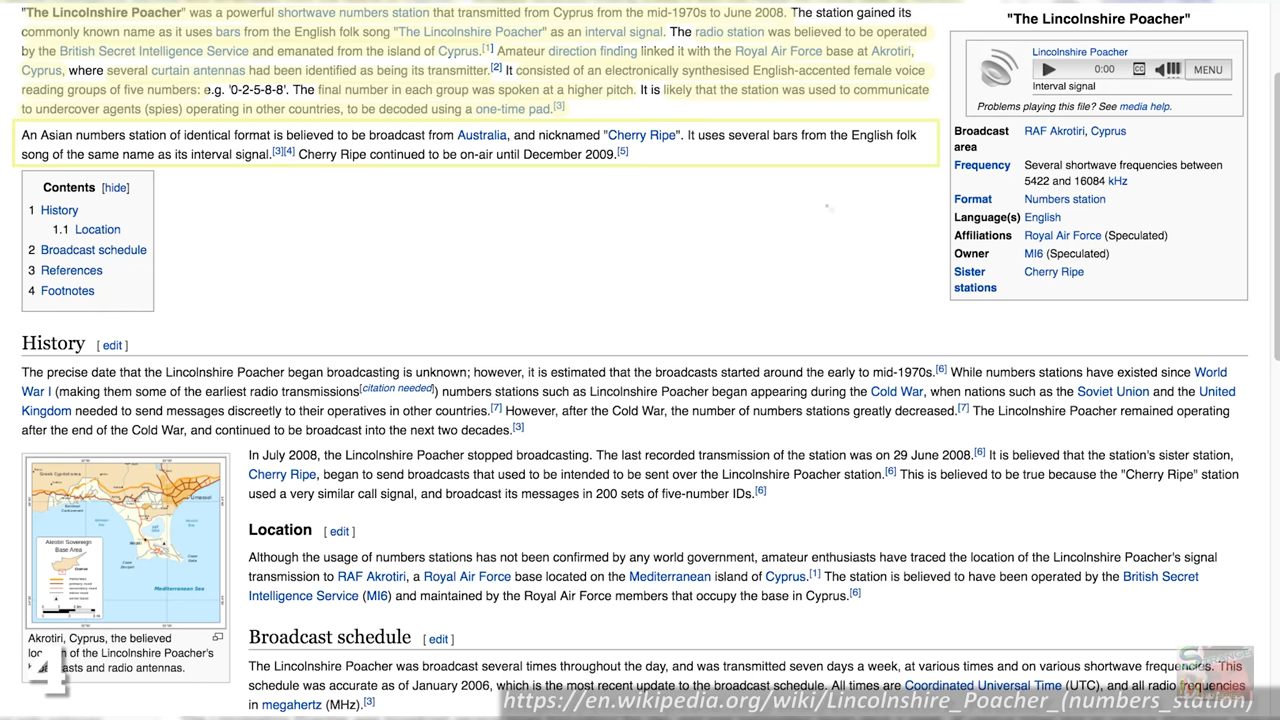 "The Lincolnshire Poacher" was a powerful shortwave numbers station that transmitted from Cyprus from the mid-1970s to June 2008. The station gained its
commonly known name as it uses bars from the English folk song "The Lincolnshire Poacher" as an interval signal. The radio station was believed to be operated
by the British Secret Intelligence Service and emanated from the island of Cyprus.[1] Amateur direction finding linked it with the Royal Air Force base at Akrotiri,
Cyprus, where several curtain antennas had been identified as being its transmitter.[2] It consisted of an electronically synthesised English-accented female voice
reading groups of five numbers: e.g. '0-2-5-8-8'. The final number in each group was spoken at a higher pitch. It is likely that the station was used to communicate
to undercover agents (spies) operating in other countries, to be decoded using a one-time pad.[3]
An Asian numbers station of identical format is believed to be broadcast from Australia, and nicknamed "Cherry Ripe". It uses several bars from the English folk
song of the same name as its interval signal.[3][4] Cherry Ripe continued to be on-air until December 2009.[5]
Contents [hide]
1 History
1.1 Location
2 Broadcast schedule
3 References
4 Footnotes
"The Lincolnshire Poacher"
Lincolnshire Poacher
0:00
CC
MENU
Interval signal
Problems playing this file? See media help.
Broadcast area RAF Akrotiri, Cyprus
Frequency Several shortwave frequencies between
5422 and 16084 kHz
Format Numbers station
Language(s) English
Affiliations Royal Air Force (Speculated)
Owner MI6 (Speculated)
Sister stations Cherry Ripe
History [ edit ]
The precise date that the Lincolnshire Poacher began broadcasting is unknown; however, it is estimated that the broadcasts started around the early to mid-1970s.[6] While numbers stations have existed since World
War I (making them some of the earliest radio transmissions[citation needed]) numbers stations such as Lincolnshire Poacher began appearing during the Cold War, when nations such as the Soviet Union and the United
Kingdom needed to send messages discreetly to their operatives in other countries.[7] However, after the Cold War, the number of numbers stations greatly decreased.[7] The Lincolnshire Poacher remained operating
after the end of the Cold War, and continued to be broadcast into the next two decades.[3]
In July 2008, the Lincolnshire Poacher stopped broadcasting. The last recorded transmission of the station was on 29 June 2008.[6] It is believed that the station's sister station,
Cherry Ripe, began to send broadcasts that used to be intended to be sent over the Lincolnshire Poacher station.[6] This is believed to be true because the "Cherry Ripe" station
used a very similar call signal, and broadcast its messages in 200 sets of five-number IDs.[6]
Akrotiri Sovereign
Base Area
Mediterranean Sea
Akrotiri, Cyprus, the believed
of the Lincolnshire Poacher's
and radio antennas.
4
Location [ edit ]
Although the usage of numbers stations has not been confirmed by any world government, amateur enthusiasts have traced the location of the Lincolnshire Poacher's signal
transmission to RAF Akrotiri, a Royal Air Force base located on the Mediterranean island of Cyprus.[1] The station is believed to have been operated by the British Secret
Intelligence Service (MI6) and maintained by the Royal Air Force members that occupy the base in Cyprus.[6]
Broadcast schedule [ edit ]
The Lincolnshire Poacher was broadcast several times throughout the day, and was transmitted seven days a week, at various times and on various shortwave frequencies. This
schedule was accurate as of January 2006, which is the most recent update to the broadcast schedule. All times are Coordinated Universal Time (UTC), and all radio frequencies
in megahertz (MHz).[3]
https://en.wikipedia.org/wiki/Lincolnshire_Poacher_(numbers_station)